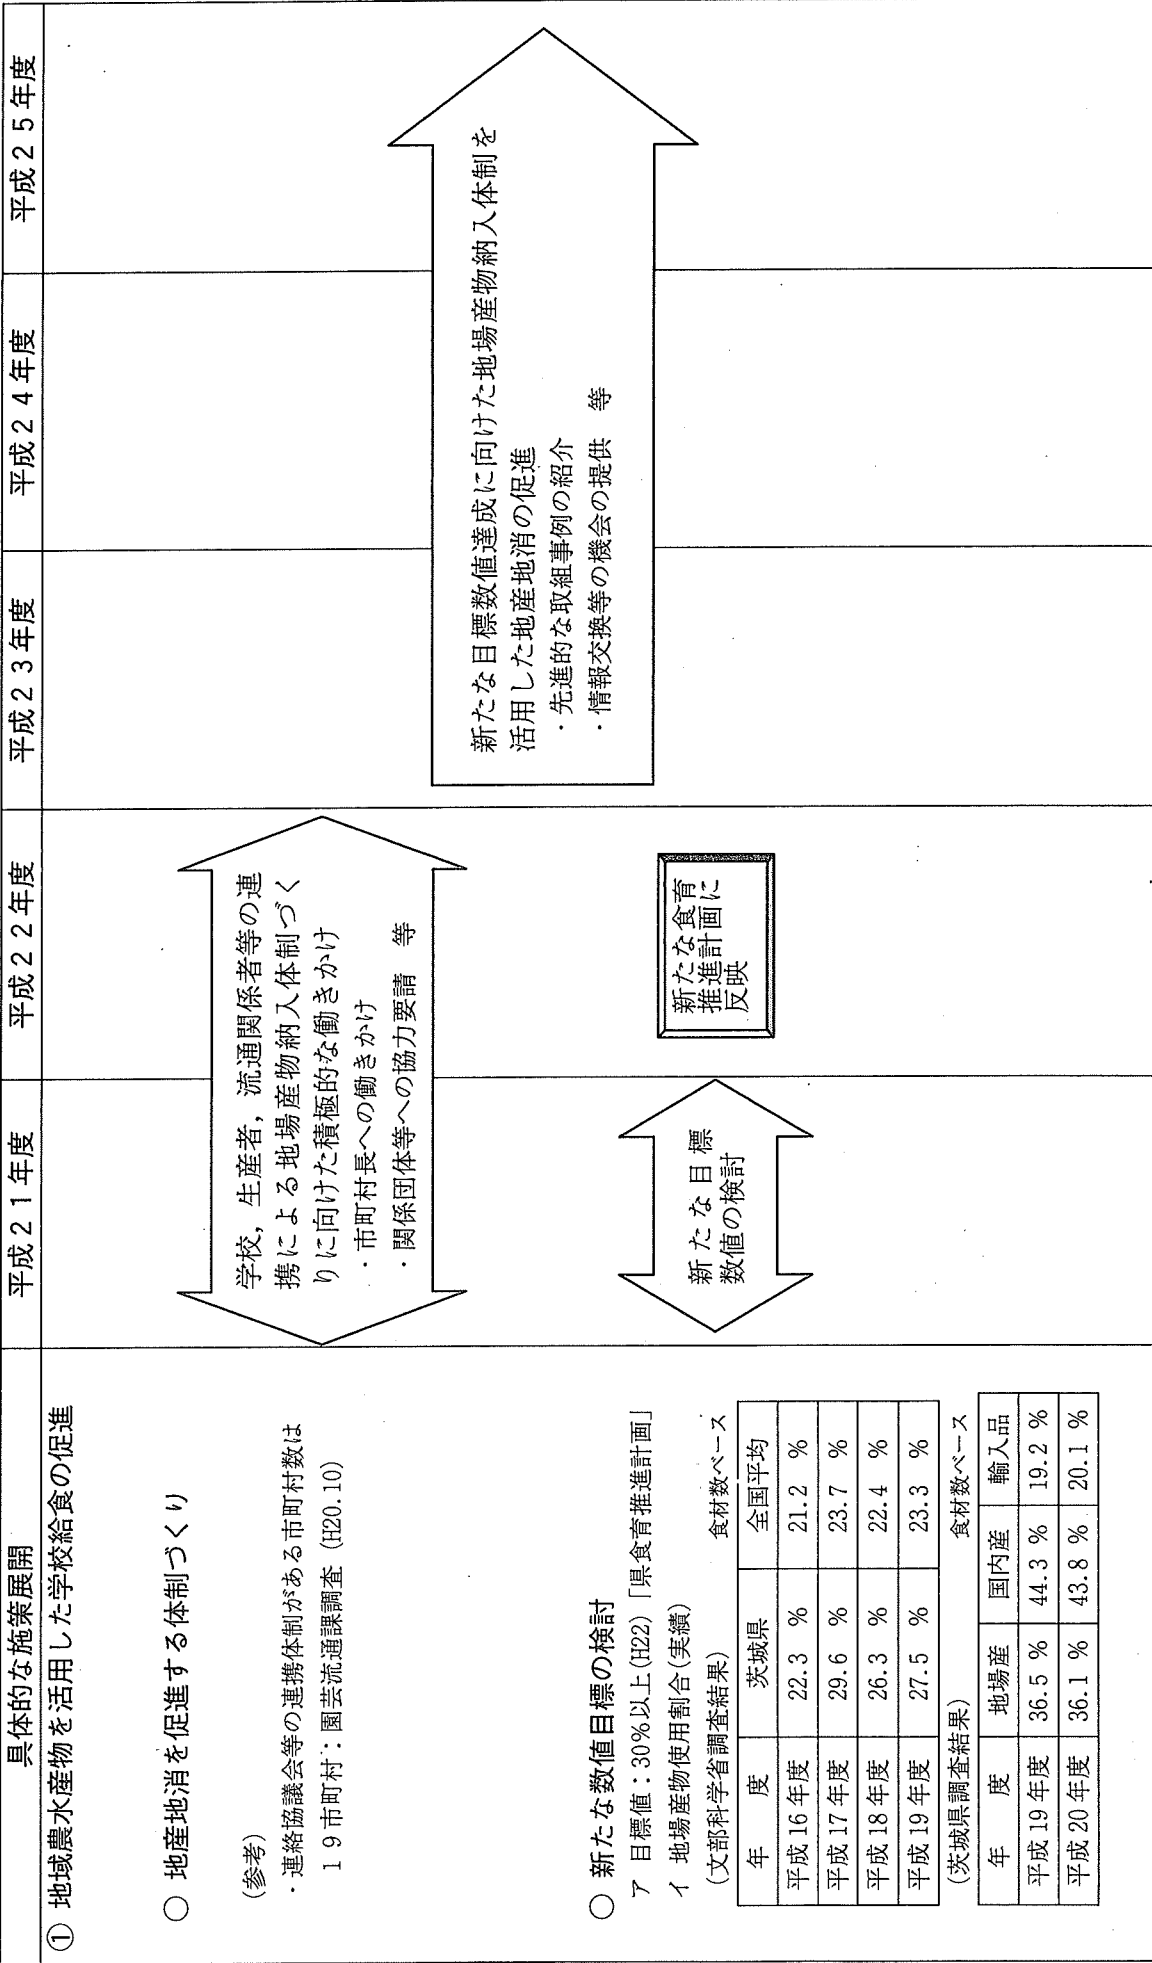 具体的な施策展開
平成21年度
平成22年度
平成23年度
平成24年度
平成25年度
① 地域農水産物を活用した学校給食の促進
○ 地産地消を促進する体制づくり
(参考)
・連絡協議会等の連携体制がある市町村数は
19市町村:園芸流通課調査 (H20.10)
学校,生産者,流通関係者等の連
携による地場産物納入体制づく
りに向けた積極的な働きかけ
・市町村長への働きかけ
・関係団体等への協力要請 等
新たな目標数値達成に向けた地場産物納入体制を
活用した地産地消の促進
・先進的な取組事例の紹介
・情報交換等の機会の提供 等
○ 新たな数値目標の検討
ア 目標値:30%以上(H22)「県食育推進計画」
イ 地場産物使用割合(実績)
(文部科学省調査結果) 食材数ベース
年 度 茨城県 全国平均
平成16年度 22.3 % 21.2 %
平成17年度 29.6 % 23.7 %
平成18年度 26.3 % 22.4 %
平成19年度 27.5 % 23.3 %
(茨城県調査結果) 食材数ベース
年 度 地場産 国内産 輸入品
平成19年度 36.5 % 44.3 % 19.2 %
平成20年度 36.1 % 43.8 % 20.1 %
新たな目標
数値の検討
新たな食育
推進計画に
反映